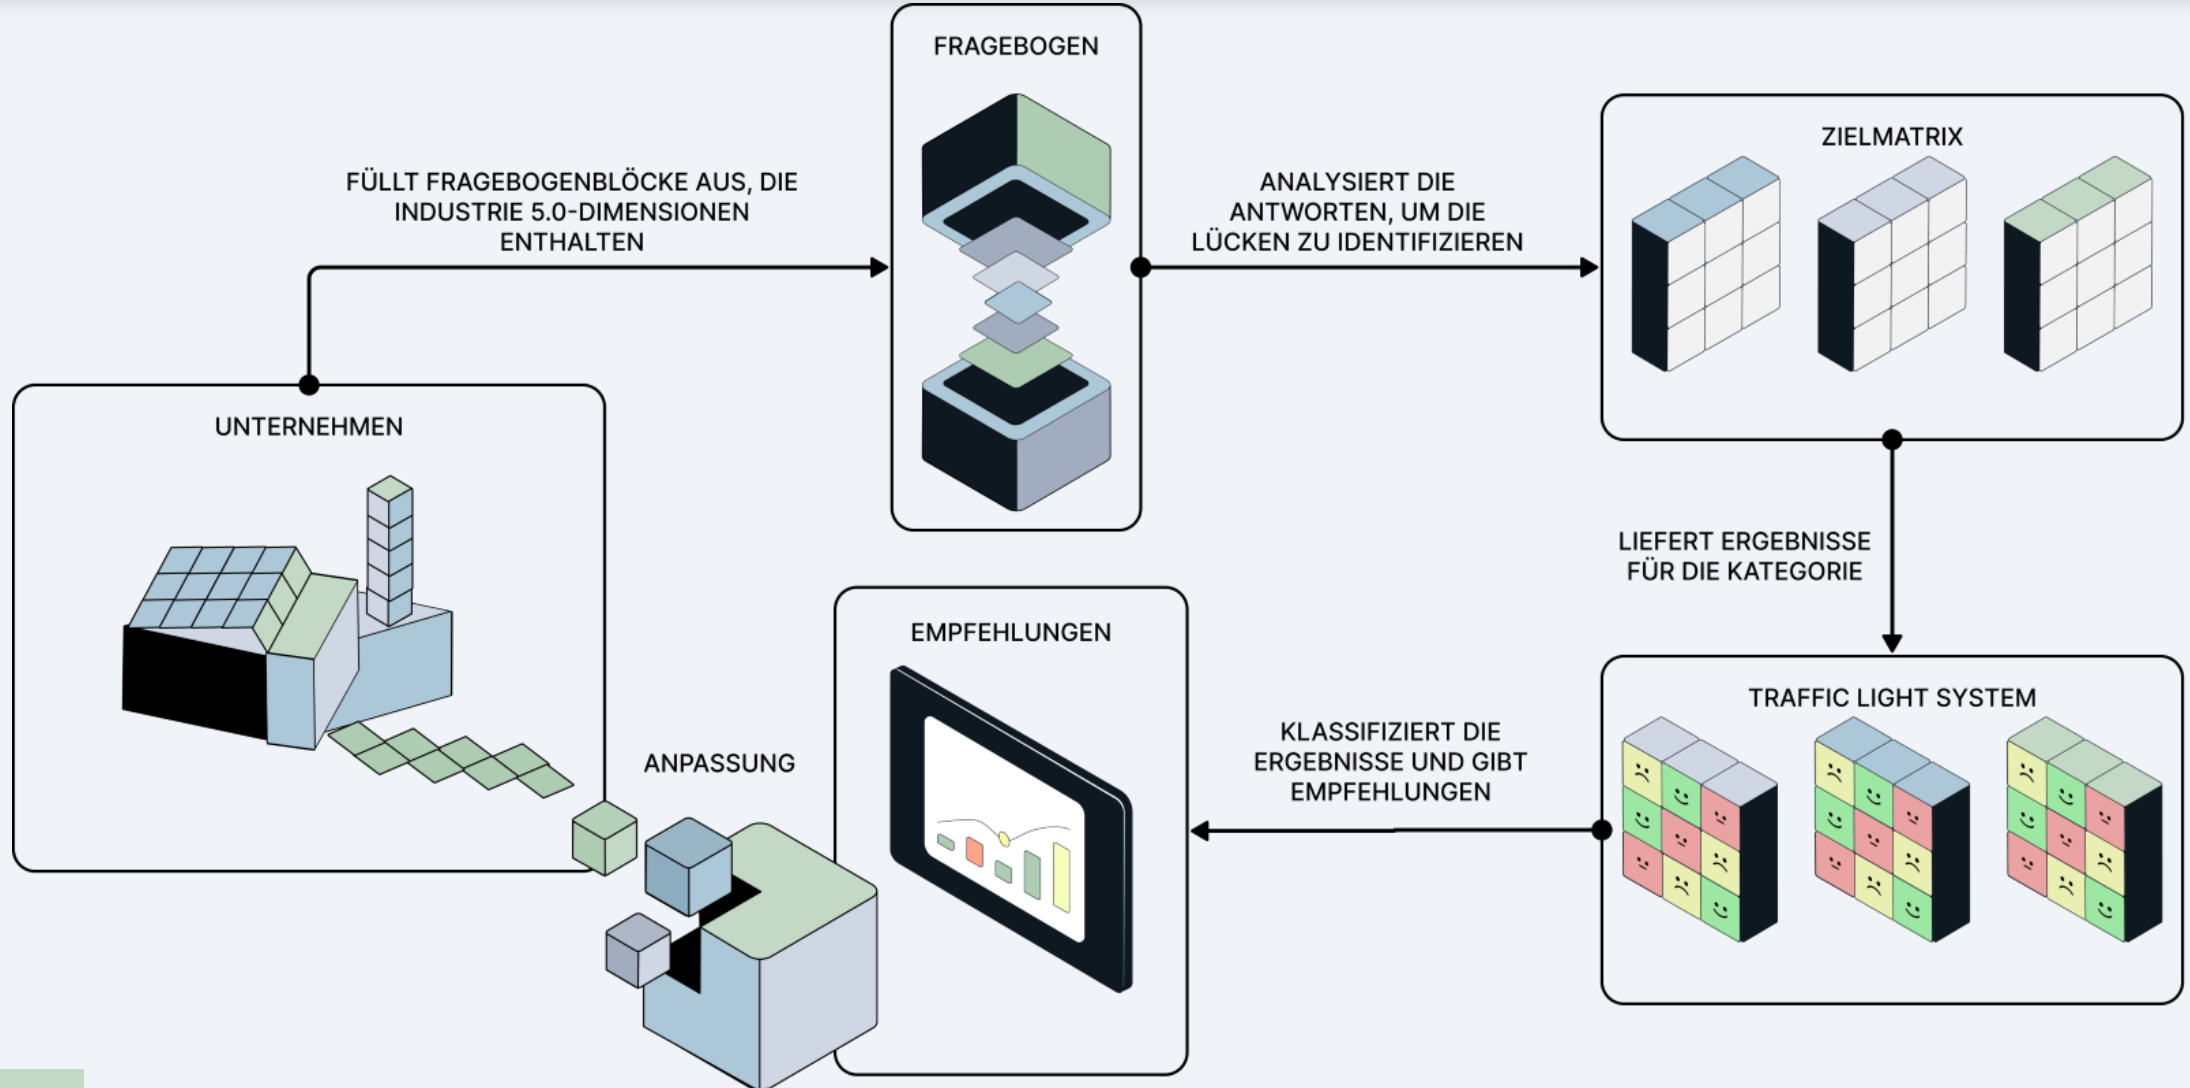 FRAGEBOGEN
FÜLLT FRAGEBOGENBLÖCKE AUS, DIE
INDUSTRIE 5.0-DIMENSIONEN
ENTHALTEN
ANALYSIERT DIE
ANTWORTEN, UM DIE
LÜCKEN ZU IDENTIFIZIEREN
ZIELMATRIX
UNTERNEHMEN
LIEFERT ERGEBNISSE
FÜR DIE KATEGORIE
TRAFFIC LIGHT SYSTEM
KLASSIFIZIERT DIE
ERGEBNISSE UND GIBT
EMPFEHLUNGEN
EMPFEHLUNGEN
ANPASSUNG